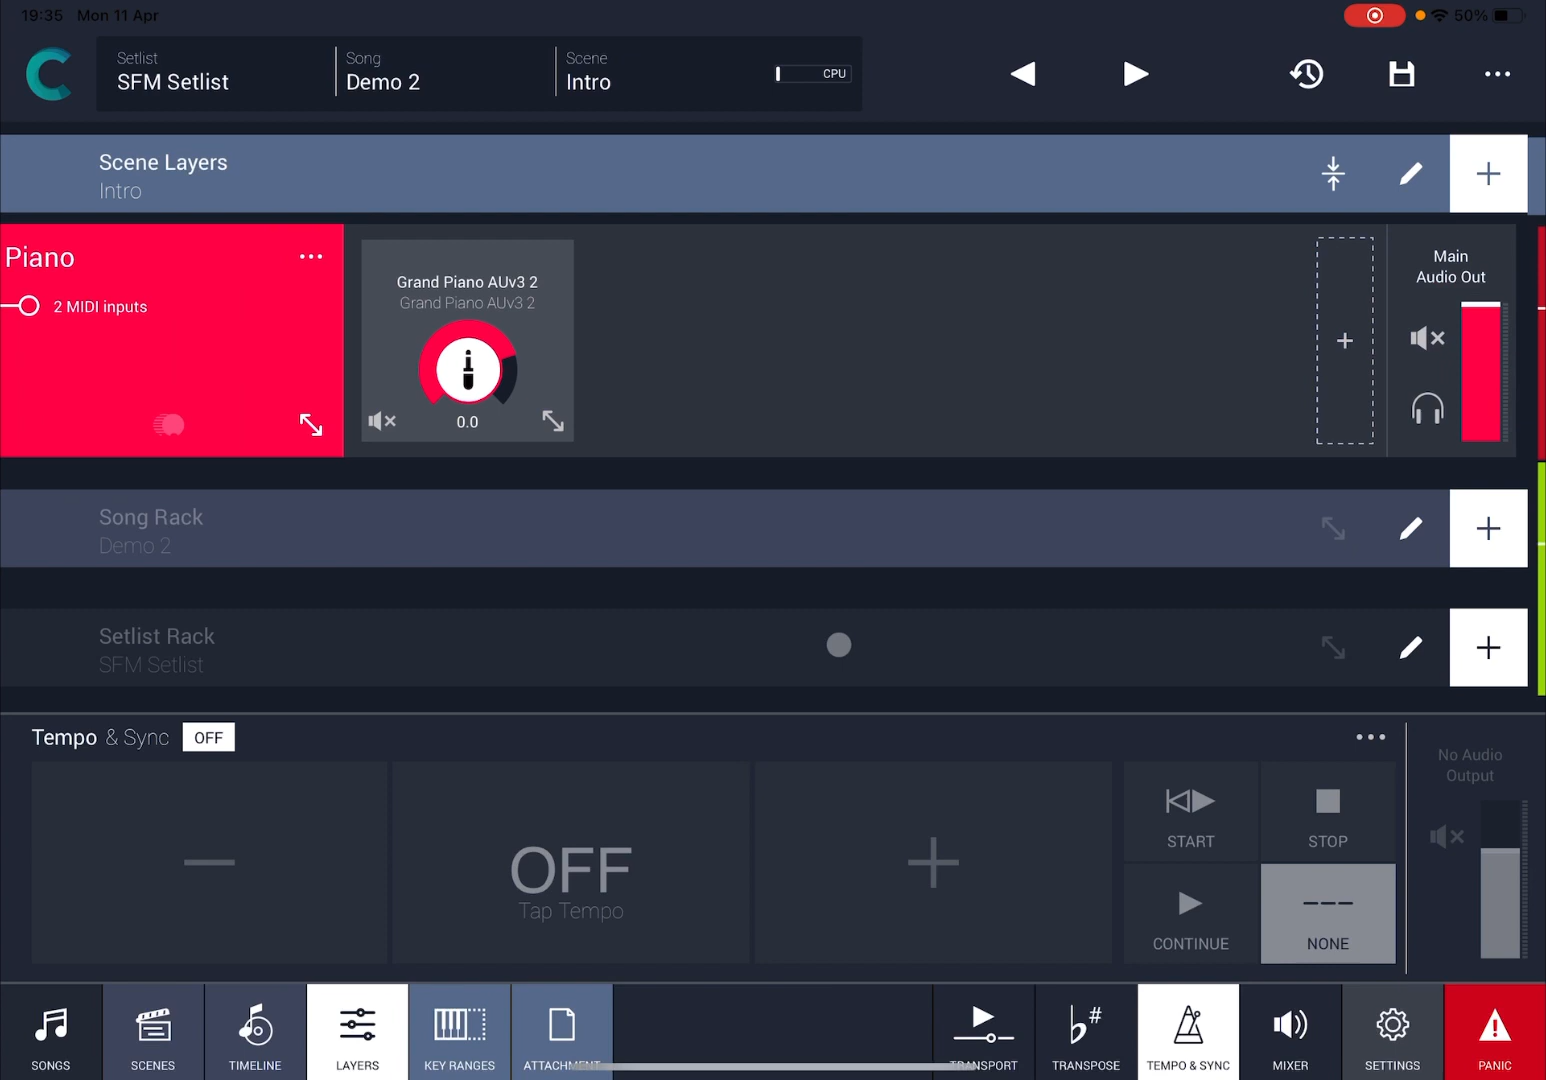 19:35 Mon 11 Apr
50%
Setlist
SFM Setlist
Song
Demo 2
Scene
Intro
CPU
Scene Layers
Intro
Piano
2 MIDI inputs
Grand Piano AUv3 2
Grand Piano AUv3 2
0.0
Main
Audio Out
Song Rack
Demo 2
Setlist Rack
SFM Setlist
Tempo & Sync OFF
OFF
Tap Tempo
START
STOP
CONTINUE
NONE
No Audio
Output
SONGS
SCENES
TIMELINE
LAYERS
KEY RANGES
ATTACHMENT
TRANSPORT
TRANSPOSE
TEMPO & SYNC
MIXER
SETTINGS
PANIC